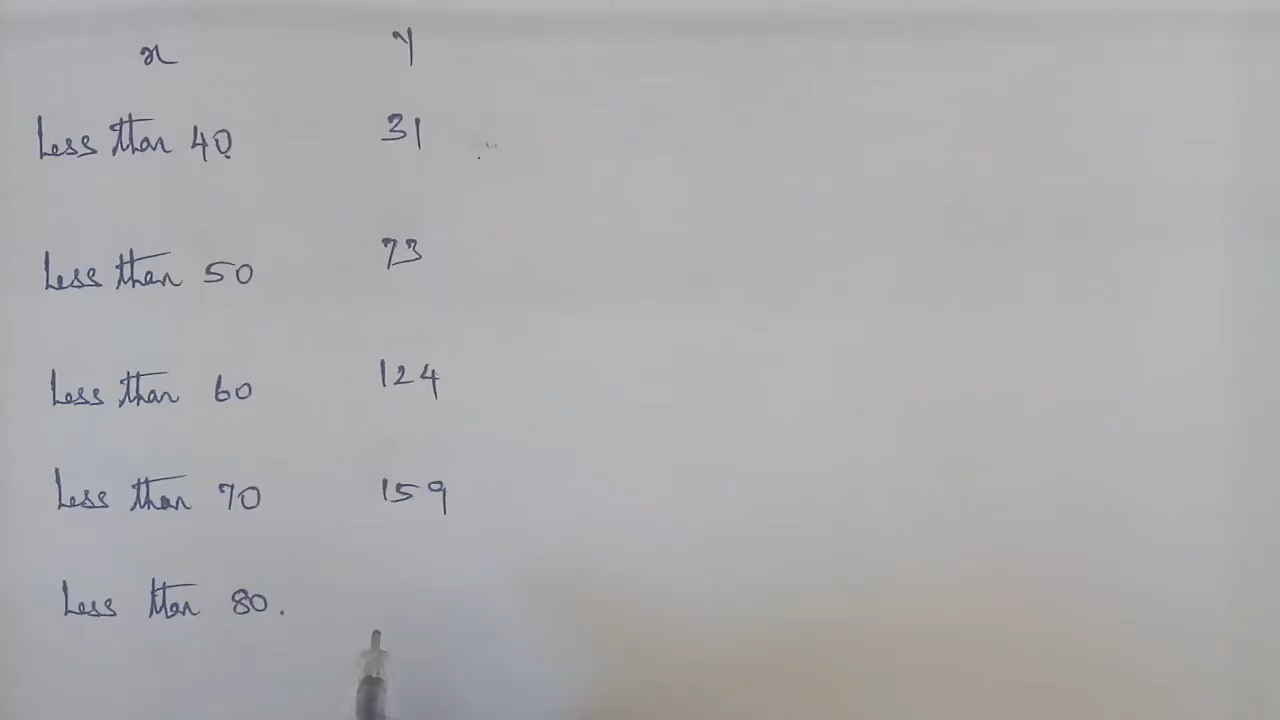 x y
Less than 40 31
Less than 50 73
Less than 60 124
Less than 70 159
Less than 80.